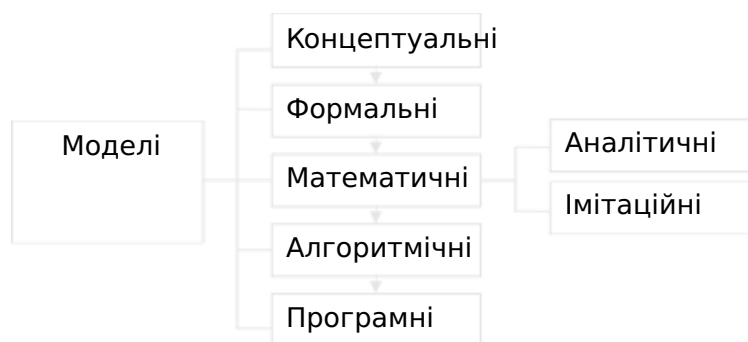 Моделі
Концептуальні
Формальні
Математичні
Алгоритмічні
Програмні
Аналітичні
Імітаційні